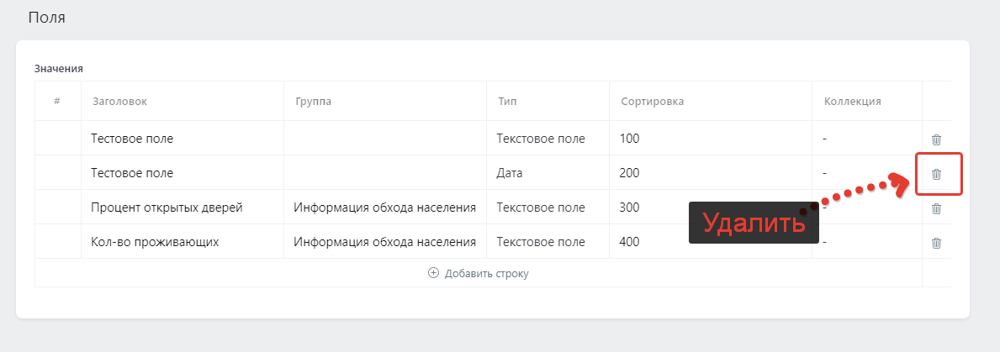 Поля
Значения
# Заголовок Группа Тип Сортировка Коллекция
Тестовое поле Текстовое поле 100 -
Тестовое поле Дата 200 -
Процент открытых дверей Информация обхода населения Текстовое поле 300 -
Удалить
Кол-во проживающих Информация обхода населения Текстовое поле 400 -
Добавить строку